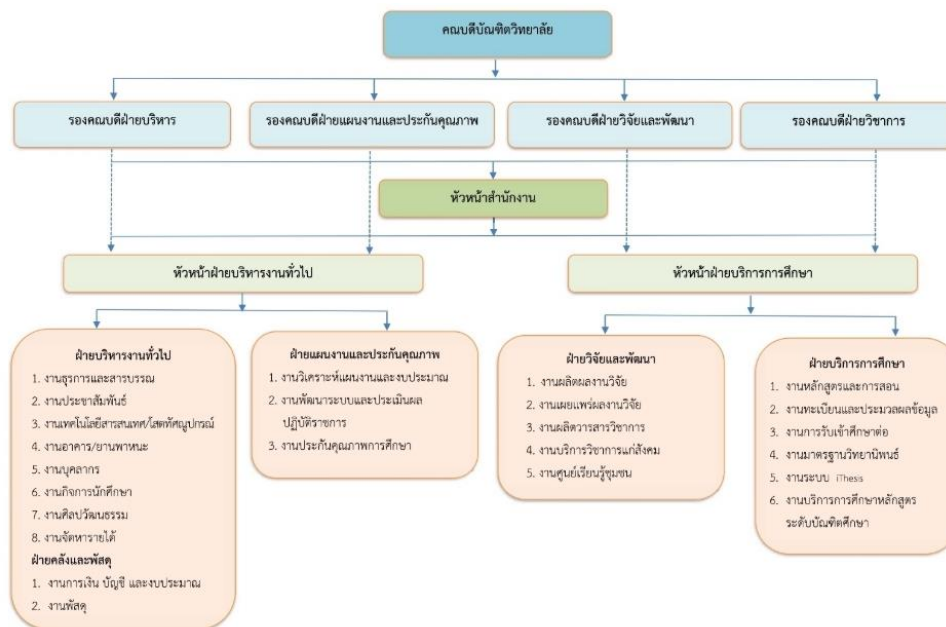 คณบดีบัณฑิตวิทยาลัย
รองคณบดีฝ่ายบริหาร
รองคณบดีฝ่ายแผนงานและประกันคุณภาพ
รองคณบดีฝ่ายวิจัยและพัฒนา
รองคณบดีฝ่ายวิชาการ
หัวหน้าสำนักงาน
หัวหน้าฝ่ายบริหารงานทั่วไป
หัวหน้าฝ่ายบริการการศึกษา
ฝ่ายบริหารงานทั่วไป
1. งานธุรการและสารบรรณ
2. งานประชาสัมพันธ์
3. งานเทคโนโลยีสารสนเทศ/โสตทัศณูปกรณ์
4. งานอาคาร/ยานพาหนะ
5. งานบุคลากร
6. งานกิจการนักศึกษา
7. งานศิลปวัฒนธรรม
8. งานจัดหารายได้
ฝ่ายคลังและพัสดุ
1. งานการเงิน บัญชี และงบประมาณ
2. งานพัสดุ
ฝ่ายแผนงานและประกันคุณภาพ
1. งานวิเคราะห์แผนงานและงบประมาณ
2. งานพัฒนาระบบและประเมินผล
ปฏิบัติราชการ
3. งานประกันคุณภาพการศึกษา
ฝ่ายวิจัยและพัฒนา
1. งานผลิตผลงานวิจัย
2. งานเผยแพร่ผลงานวิจัย
3. งานผลิตวารสารวิชาการ
4. งานบริการวิชาการแก่สังคม
5. งานศูนย์เรียนรู้ชุมชน
ฝ่ายบริการการศึกษา
1. งานหลักสูตรและการสอน
2. งานทะเบียนและประมวลผลข้อมูล
3. งานการรับเข้าศึกษาต่อ
4. งานมาตรฐานวิทยานิพนธ์
5. งานระบบ iThesis
6. งานบริการการศึกษาหลักสูตร
ระดับบัณฑิตศึกษา